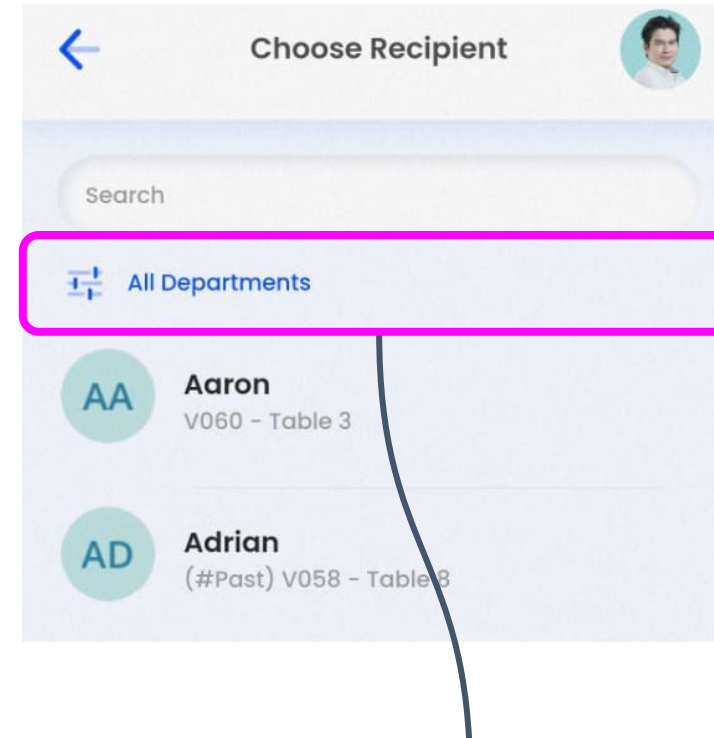 Choose Recipient
Search
All Departments
AA
Aaron
V060 - Table 3
AD
Adrian
(#Past) V058 - Table 8